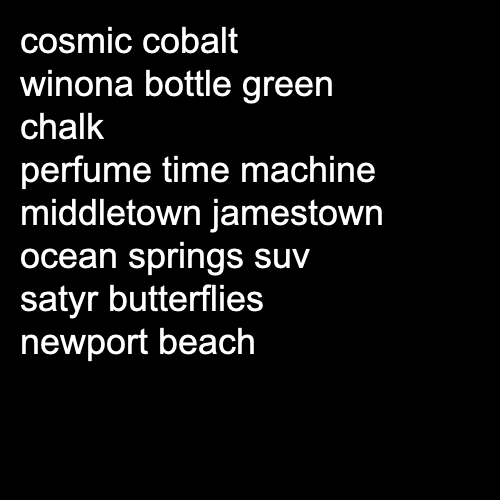 cosmic cobalt
winona bottle green
chalk
perfume time machine
middletown jamestown
ocean springs suv
satyr butterflies
newport beach